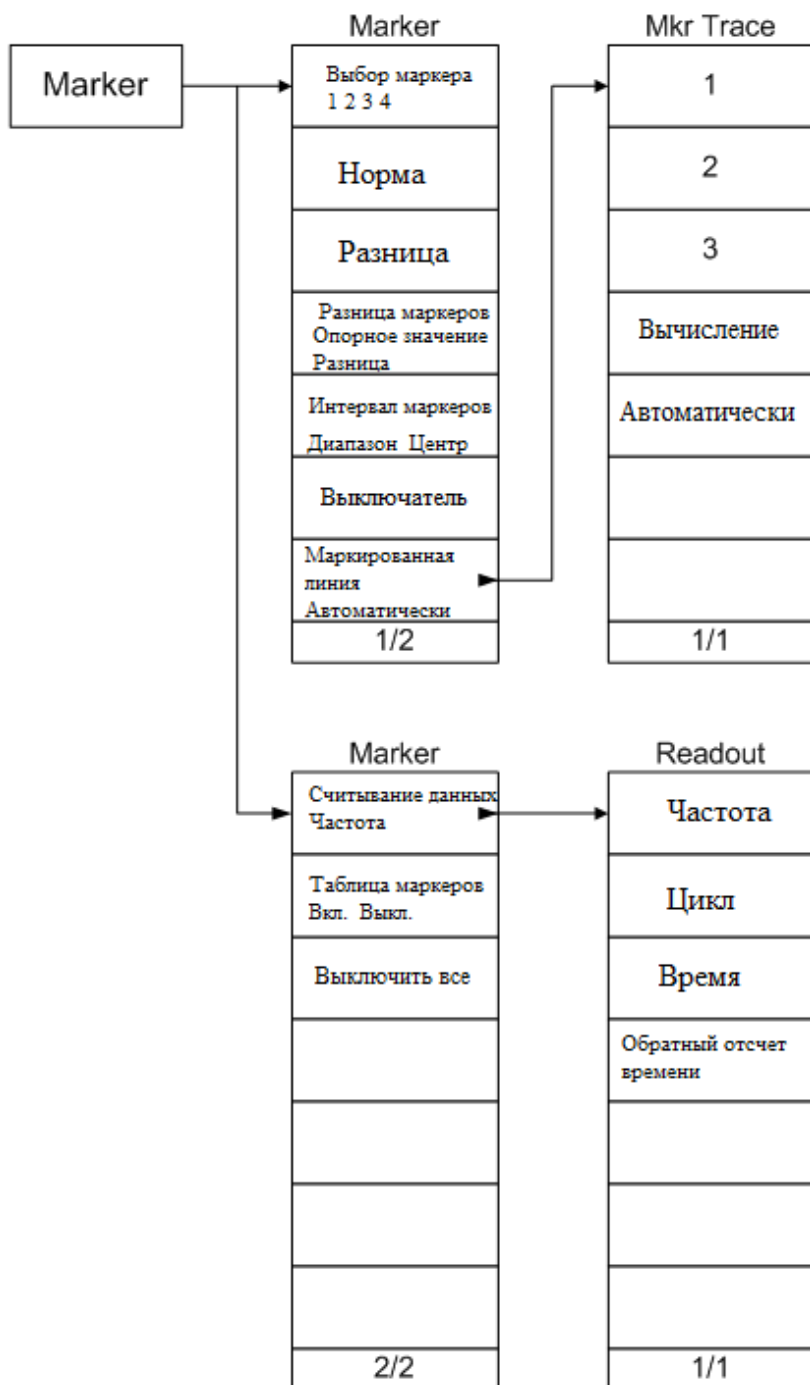 Marker
Marker
Выбор маркера
1 2 3 4
Норма
Разница
Разница маркеров
Опорное значение
Разница
Интервал маркеров
Диапазон Центр
Выключатель
Маркированная
линия
Автоматически
1/2
Mkr Trace
1
2
3
Вычисление
Автоматически
1/1
Marker
Считывание данных
Частота
Таблица маркеров
Вкл. Выкл.
Выключить все
2/2
Readout
Частота
Цикл
Время
Обратный отсчет
времени
1/1